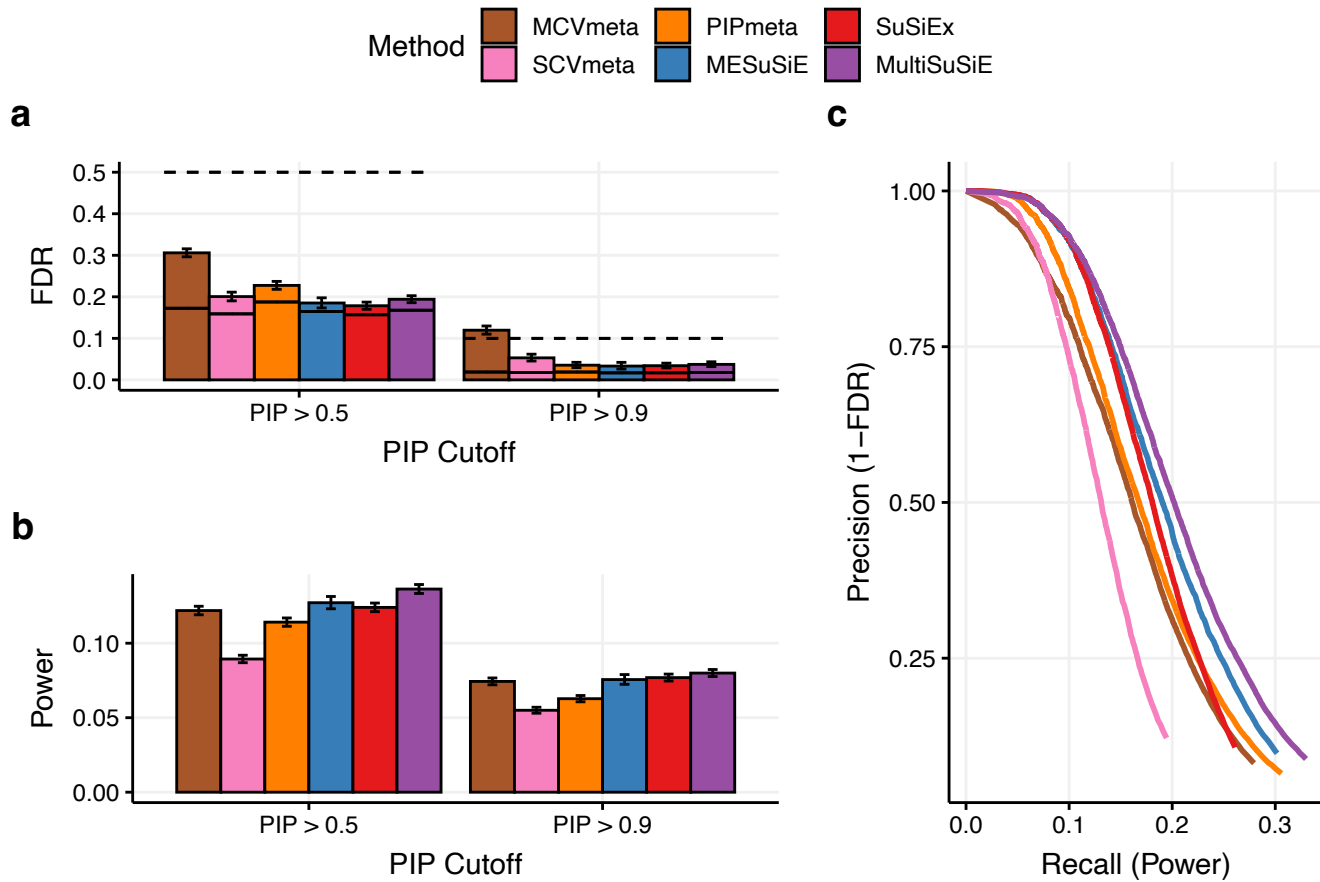 Method
MCVmeta
PIPmeta
SuSiEx
SCVmeta
MESuSiE
MultiSuSiE
a
FDR
0.5
0.4
0.3
0.2
0.1
0.0
PIP > 0.5
PIP > 0.9
PIP Cutoff
b
Power
0.10
0.05
0.00
PIP > 0.5
PIP > 0.9
PIP Cutoff
c
Precision (1−FDR)
1.00
0.75
0.50
0.25
0.0
0.1
0.2
0.3
Recall (Power)